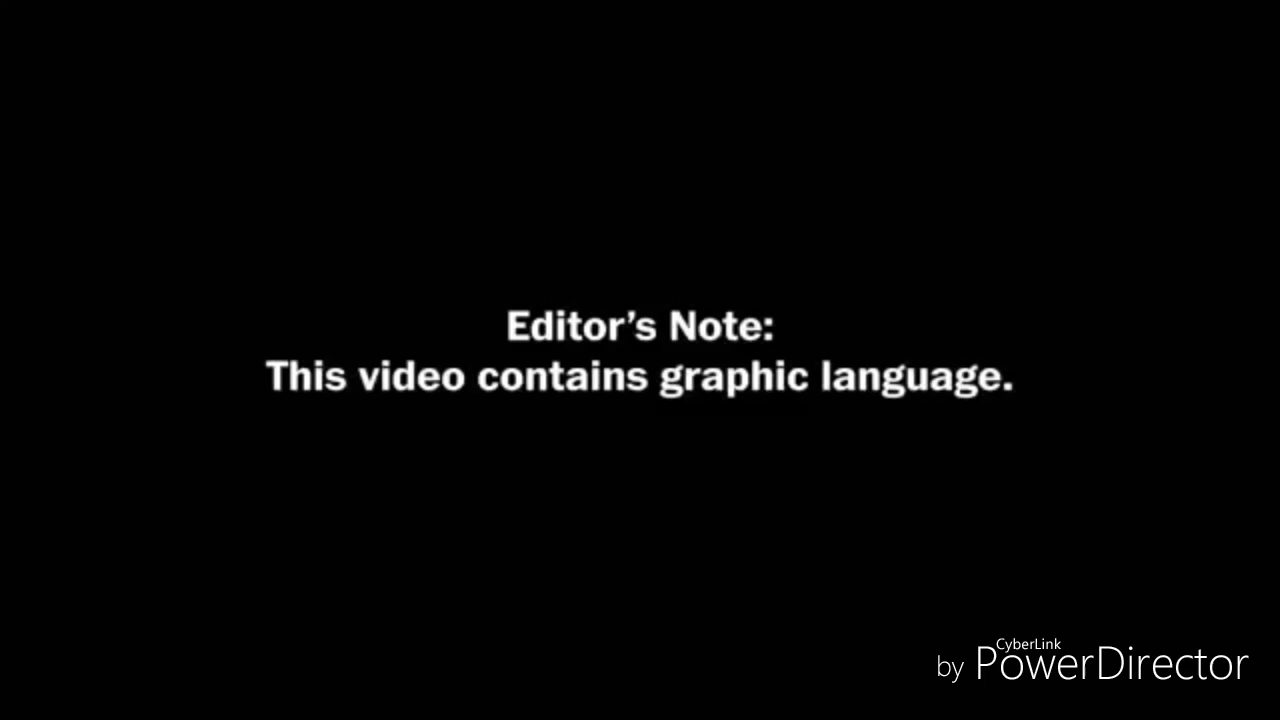 Editor’s Note:
This video contains graphic language.
CyberLink
by PowerDirector